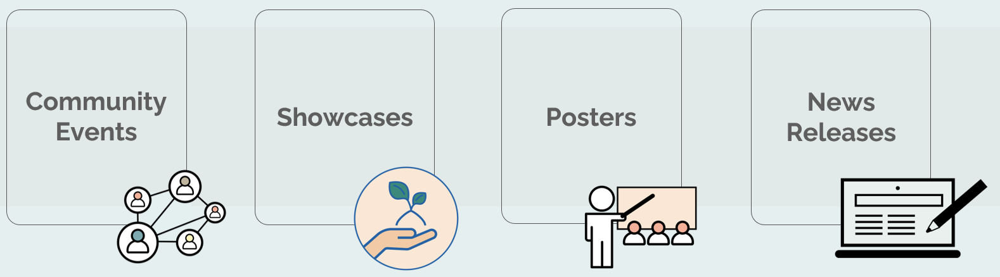 Community
Events
Showcases
Posters
News
Releases